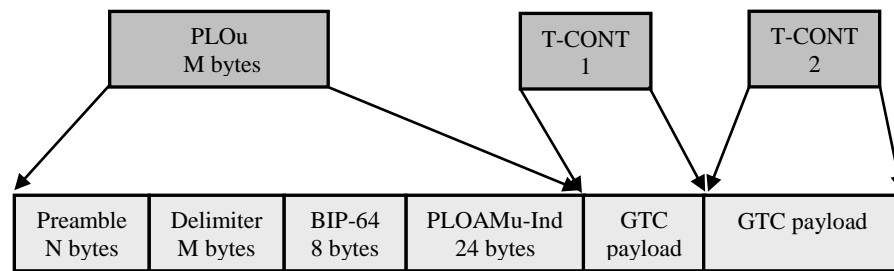 PLOu
M bytes
T-CONT
1
T-CONT
2
Preamble
N bytes
Delimiter
M bytes
BIP-64
8 bytes
PLOAMu-Ind
24 bytes
GTC
payload
GTC payload